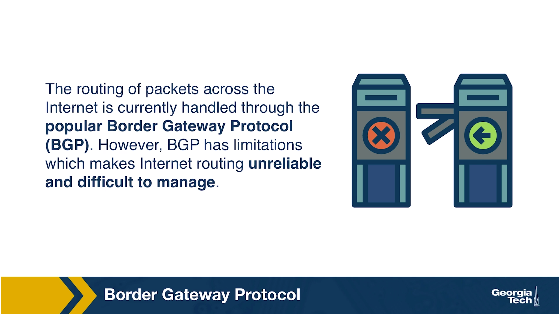 The routing of packets across the
Internet is currently handled through the
popular Border Gateway Protocol
(BGP). However, BGP has limitations
which makes Internet routing unreliable
and difficult to manage.
Border Gateway Protocol
Georgia
Tech